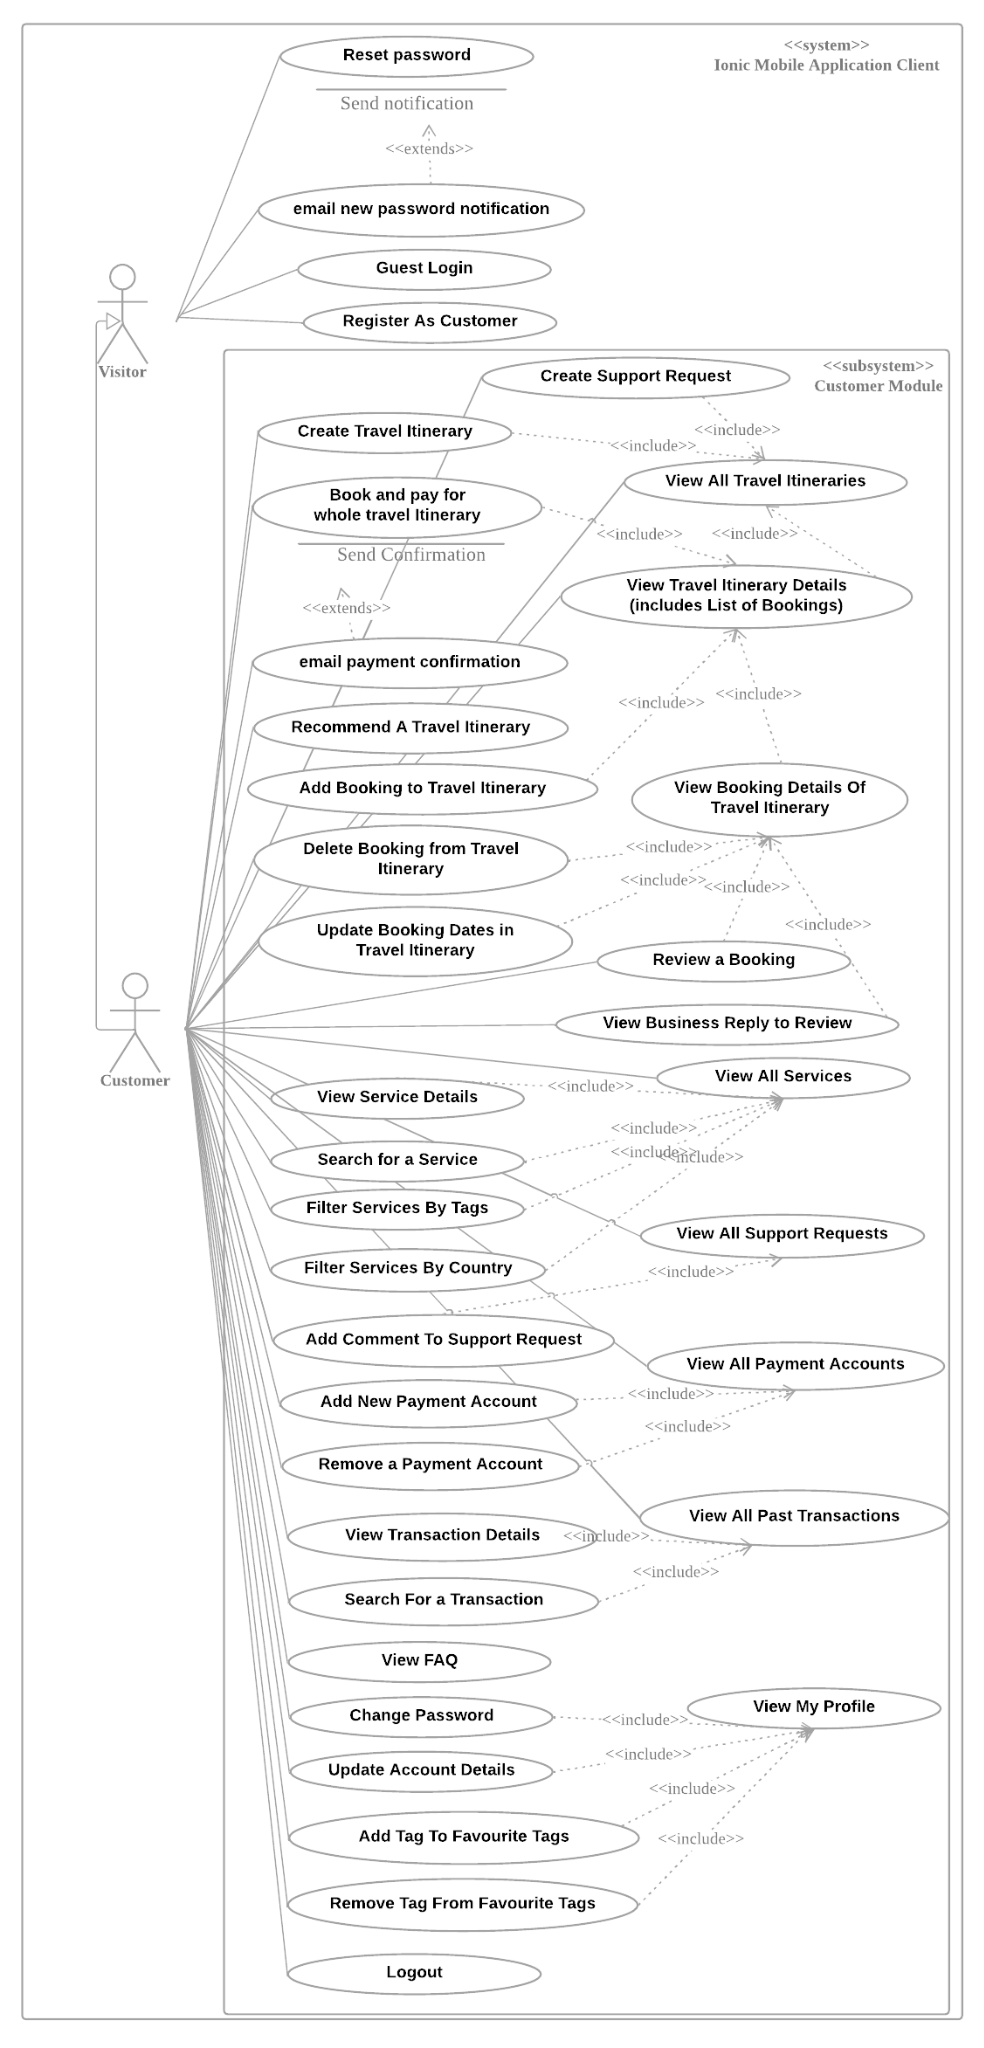 Reset password
<<system>>
Ionic Mobile Application Client
Send notification
<<extends>>
email new password notification
Guest Login
Register As Customer
Visitor
<<subsystem>>
Customer Module
Create Support Request
<<include>>
Create Travel Itinerary
<<include>>
View All Travel Itineraries
Book and pay for
whole travel Itinerary
<<include>>
<<include>>
Send Confirmation
View Travel Itinerary Details
(includes List of Bookings)
<<extends>>
email payment confirmation
<<include>>
<<include>>
Recommend A Travel Itinerary
Add Booking to Travel Itinerary
View Booking Details Of
Travel Itinerary
Delete Booking from Travel
Itinerary
<<include>>
<<include>>
<<include>>
Update Booking Dates in
Travel Itinerary
<<include>>
Review a Booking
View Business Reply to Review
Customer
View All Services
<<include>>
View Service Details
<<include>>
<<include>>
<<include>>
Search for a Service
Filter Services By Tags
View All Support Requests
Filter Services By Country
<<include>>
Add Comment To Support Request
View All Payment Accounts
<<include>>
Add New Payment Account
<<include>>
Remove a Payment Account
View All Past Transactions
View Transaction Details
<<include>>
<<include>>
Search For a Transaction
View FAQ
View My Profile
Change Password
<<include>>
<<include>>
Update Account Details
<<include>>
Add Tag To Favourite Tags
<<include>>
Remove Tag From Favourite Tags
Logout